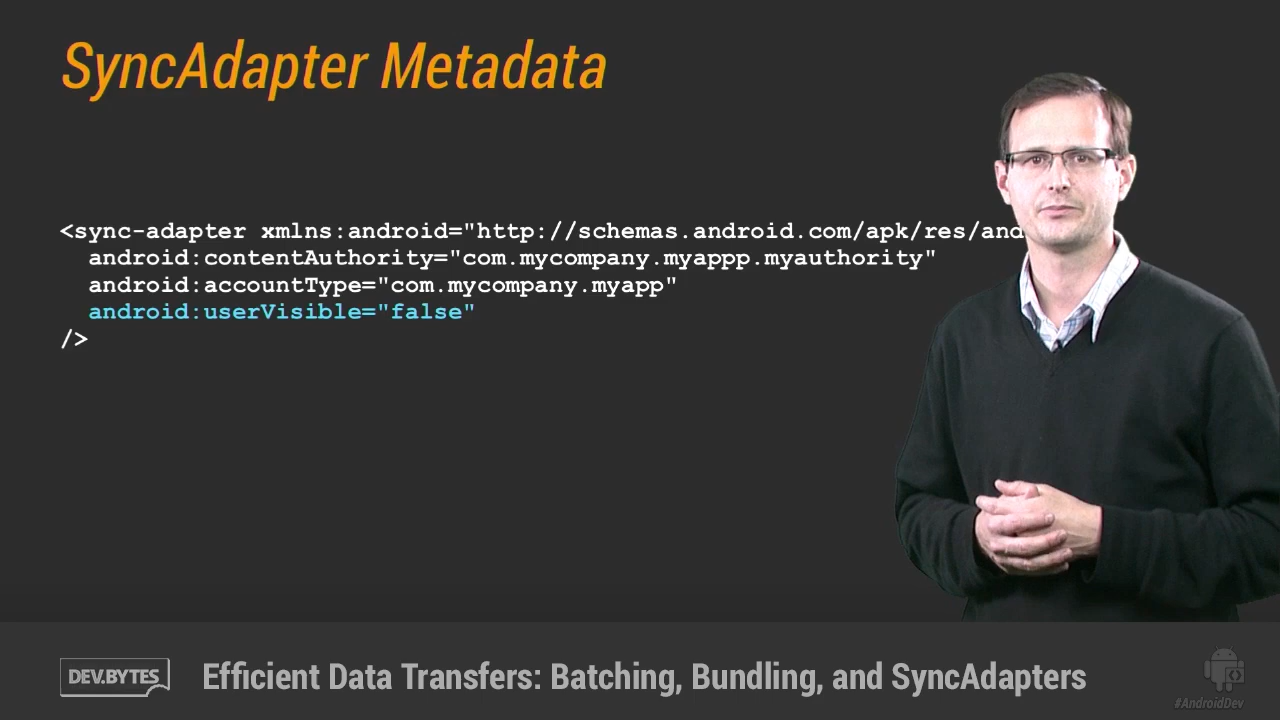 SyncAdapter Metadata
<sync-adapter xmlns:android="http://schemas.android.com/apk/res/and
android:contentAuthority="com.mycompany.myappp.myauthority"
android:accountType="com.mycompany.myapp"
android:userVisible="false"
/>
DEV.BYTES
Efficient Data Transfers: Batching, Bundling, and SyncAdapters
#AndroidDev